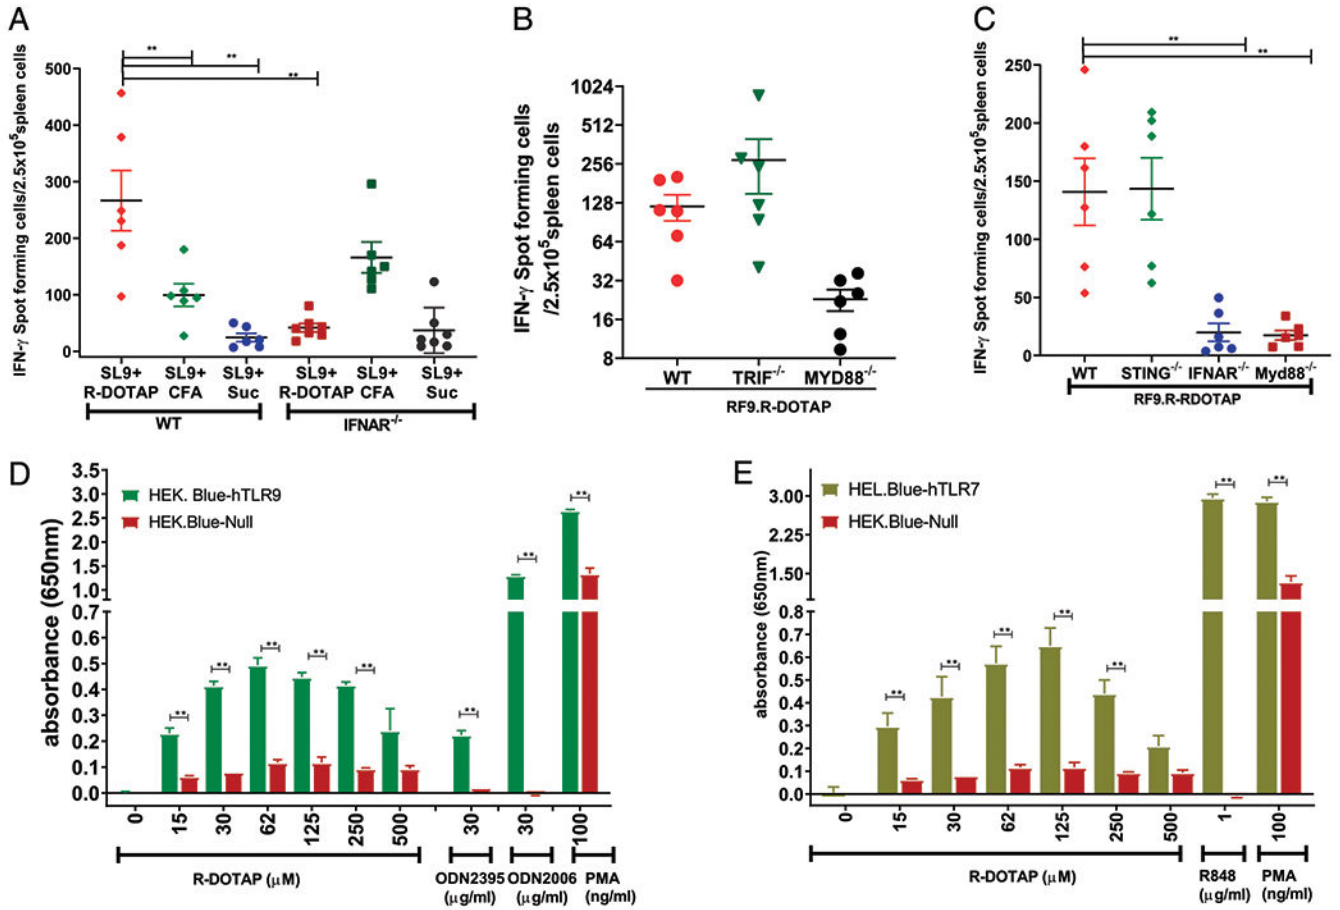 A
IFN-γ Spot forming cells/2.5x10⁵spleen cells
**
**
**
500
400
300
200
100
0
SL9+ SL9+ SL9+ SL9+ SL9+ SL9+
R-DOTAP CFA Suc R-DOTAP CFA Suc
WT IFNAR⁻/⁻
B
IFN-γ Spot forming cells
/2.5x10⁵spleen cells
1024
512
256
128
64
32
16
8
WT TRIF⁻/⁻ MYD88⁻/⁻
RF9.R-DOTAP
C
IFN-γ Spot forming cells/2.5x10⁵spleen cells
**
**
250
200
150
100
50
0
WT STING⁻/⁻ IFNAR⁻/⁻ Myd88⁻/⁻
RF9.R-RDOTAP
D
absorbance (650nm)
3.5
3.0
2.5
2.0
1.5
1.0
0.7
0.6
0.5
0.4
0.3
0.2
0.1
0.0
HEK. Blue-hTLR9
HEK.Blue-Null
** ** ** ** ** ** ** **
0 15 30 62 125 250 500 30 30 100
R-DOTAP (μM) ODN2395 ODN2006 PMA
(μg/ml) (μg/ml) (ng/ml)
E
absorbance (650nm)
3.00
2.25
1.50
0.8
0.7
0.6
0.5
0.4
0.3
0.2
0.1
0.0
HEL.Blue-hTLR7
HEK.Blue-Null
** ** ** ** ** ** **
0 15 30 62 125 250 500 1 100
R-DOTAP (μM) R848 PMA
(μg/ml) (ng/ml)